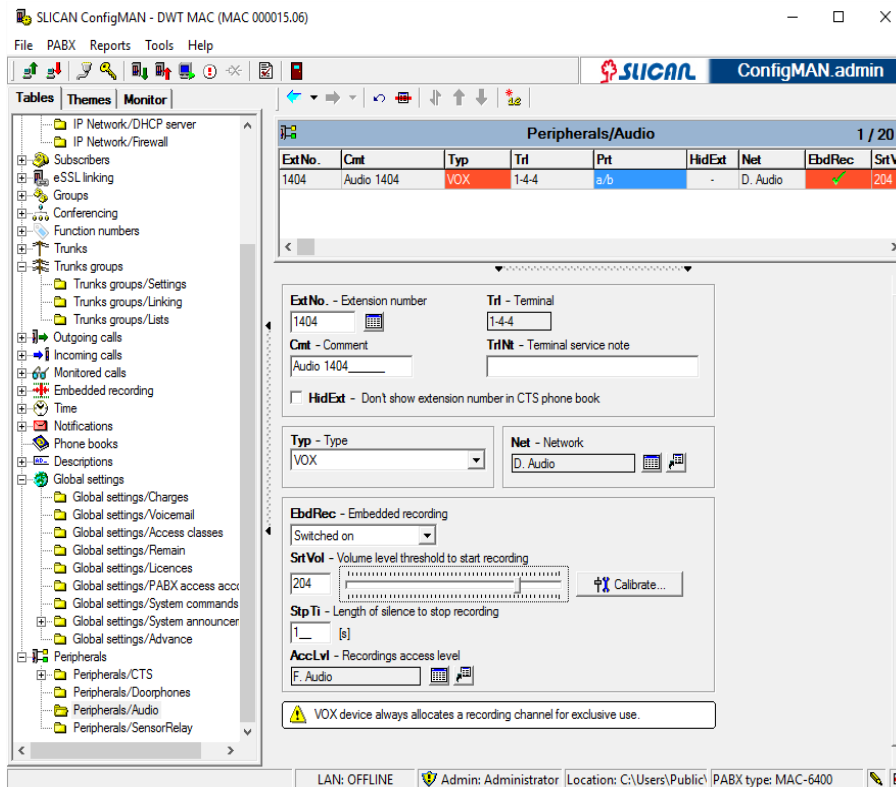 SLICAN ConfigMAN - DWT MAC (MAC 000015.06)
File PABX Reports Tools Help
SLICAN ConfigMAN.admin
Tables Themes Monitor
IP Network/DHCP server
IP Network/Firewall
Subscribers
eSSL linking
Groups
Conferencing
Function numbers
Trunks
Trunks groups
Trunks groups/Settings
Trunks groups/Linking
Trunks groups/Lists
Outgoing calls
Incoming calls
Monitored calls
Embedded recording
Time
Notifications
Phone books
Descriptions
Global settings
Global settings/Charges
Global settings/Voicemail
Global settings/Access classes
Global settings/Remain
Global settings/Licences
Global settings/PABX access acco
Global settings/System commands
Global settings/System announcer
Global settings/Advance
Peripherals
Peripherals/CTS
Peripherals/Doorphones
Peripherals/Audio
Peripherals/SensorRelay
Peripherals/Audio 1 / 20
ExtNo. Cmt Typ Trl Prt HidExt Net EbdRec SrtV
1404 Audio 1404 VOX 1-4-4 a/b - D. Audio 204
ExtNo. - Extension number Trl - Terminal
1404 1-4-4
Cmt - Comment TrlNt - Terminal service note
Audio 1404______
HidExt - Don't show extension number in CTS phone book
Typ - Type Net - Network
VOX D. Audio
EbdRec - Embedded recording
Switched on
SrtVol - Volume level threshold to start recording
204 Calibrate...
StpTi - Length of silence to stop recording
1__ [s]
AccLvl - Recordings access level
F. Audio
VOX device always allocates a recording channel for exclusive use.
LAN: OFFLINE Admin: Administrator Location: C:\Users\Public\ PABX type: MAC-6400